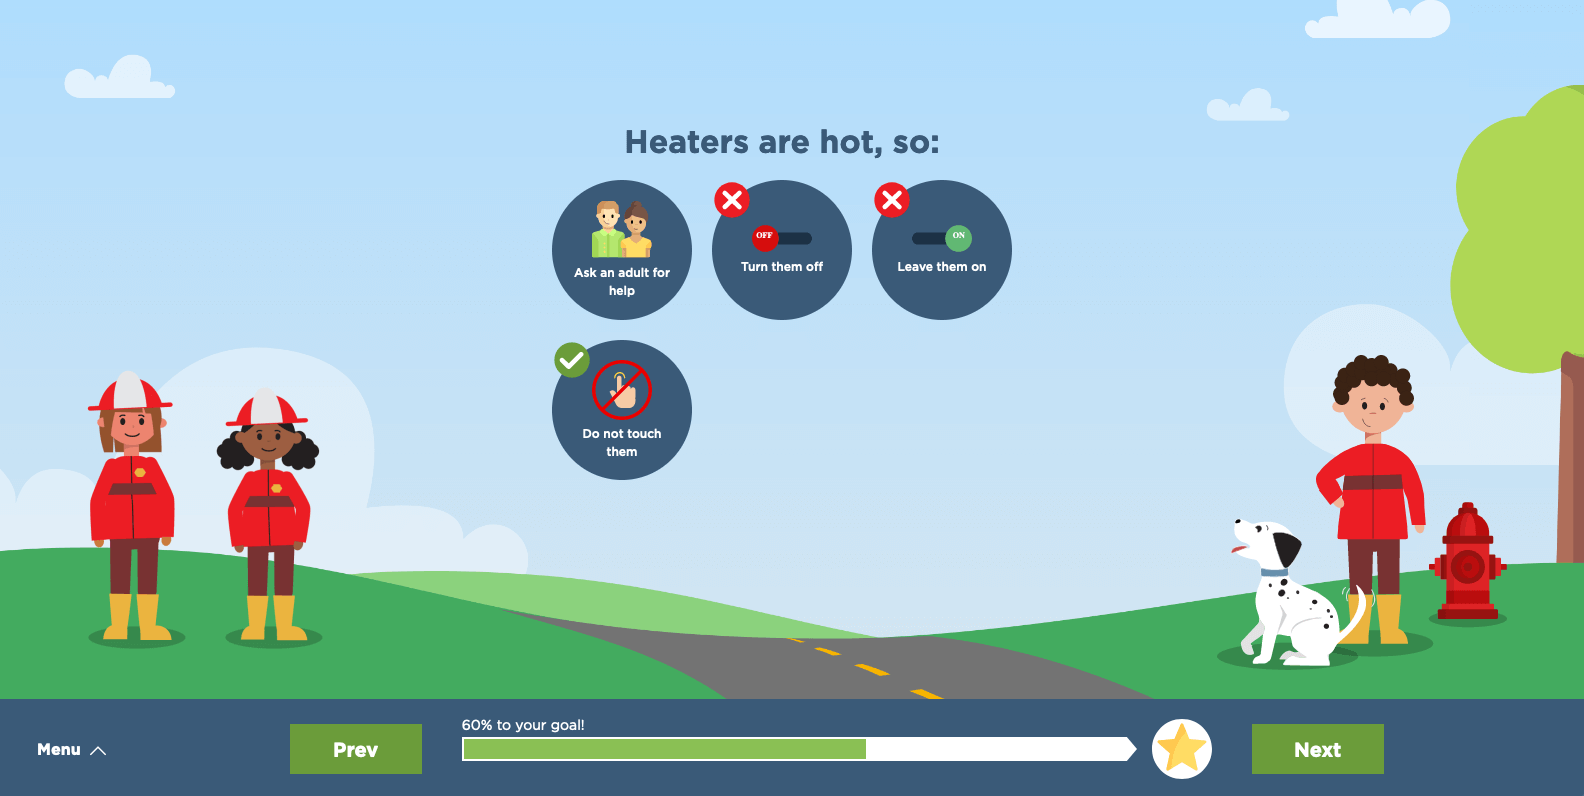 Heaters are hot, so:
Ask an adult for
help
OFF
Turn them off
ON
Leave them on
Do not touch
them
Menu
Prev
60% to your goal!
Next